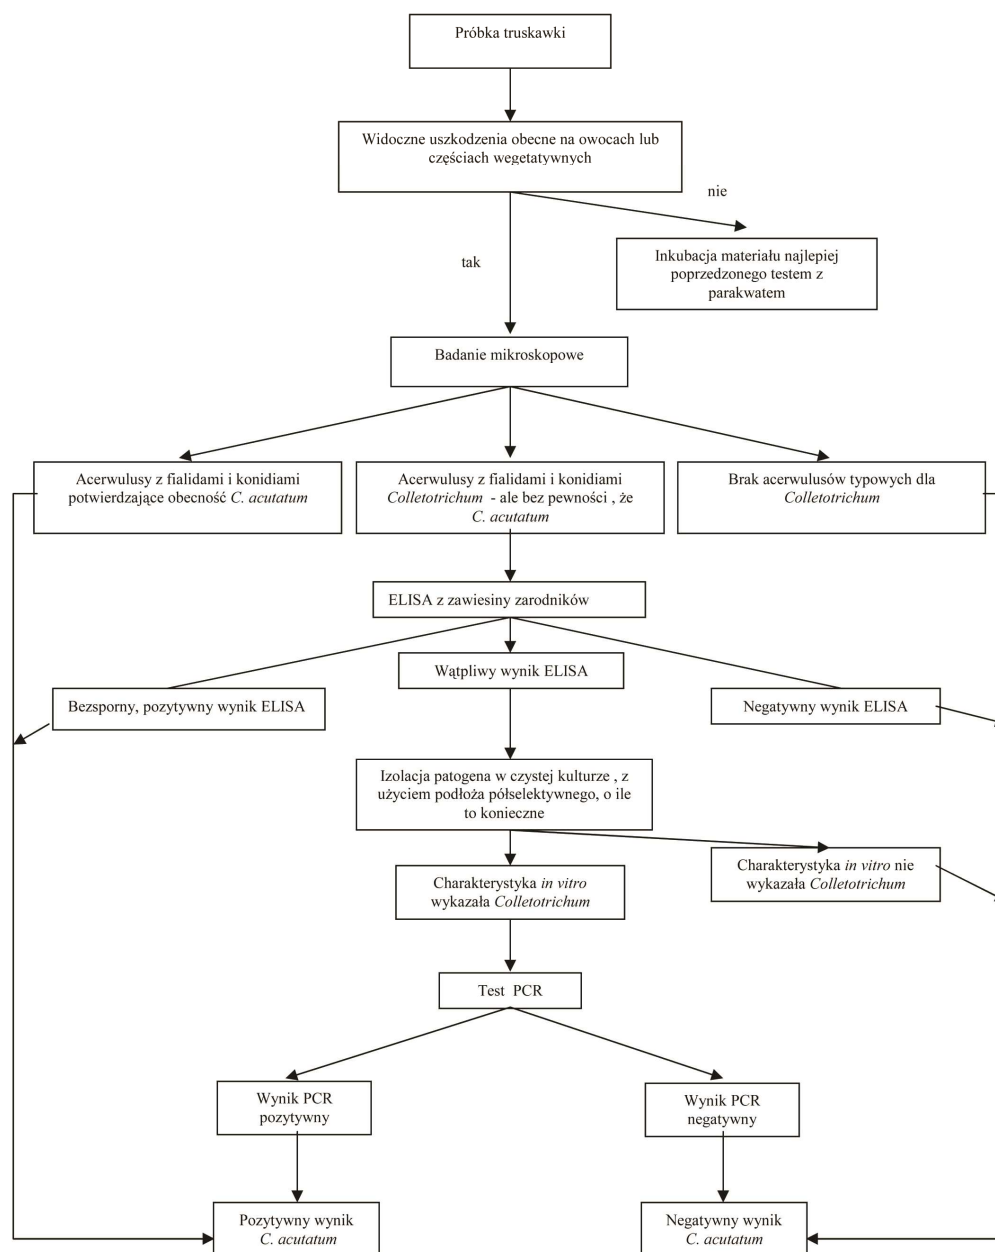 Próbka truskawki
Widoczne uszkodzenia obecne na owocach lub
częściach wegetatywnych
nie
tak
Inkubacja materiału najlepiej
poprzedzonego testem z
parakwatem
Badanie mikroskopowe
Acerwulusy z fialidami i konidiami
potwierdzające obecność C. acutatum
Acerwulusy z fialidami i konidiami
Colletotrichum - ale bez pewności , że
C. acutatum
Brak acerwulusów typowych dla
Colletotrichum
ELISA z zawiesiny zarodników
Bezsporny, pozytywny wynik ELISA
Wątpliwy wynik ELISA
Negatywny wynik ELISA
Izolacja patogena w czystej kulturze , z
użyciem podłoża półselektywnego, o ile
to konieczne
Charakterystyka in vitro
wykazała Colletotrichum
Charakterystyka in vitro nie
wykazała Colletotrichum
Test PCR
Wynik PCR
pozytywny
Wynik PCR
negatywny
Pozytywny wynik
C. acutatum
Negatywny wynik
C. acutatum